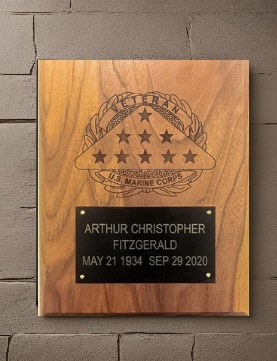 VETERAN
U.S. MARINE CORPS
ARTHUR CHRISTOPHER
FITZGERALD
MAY 21 1934 SEP 29 2020